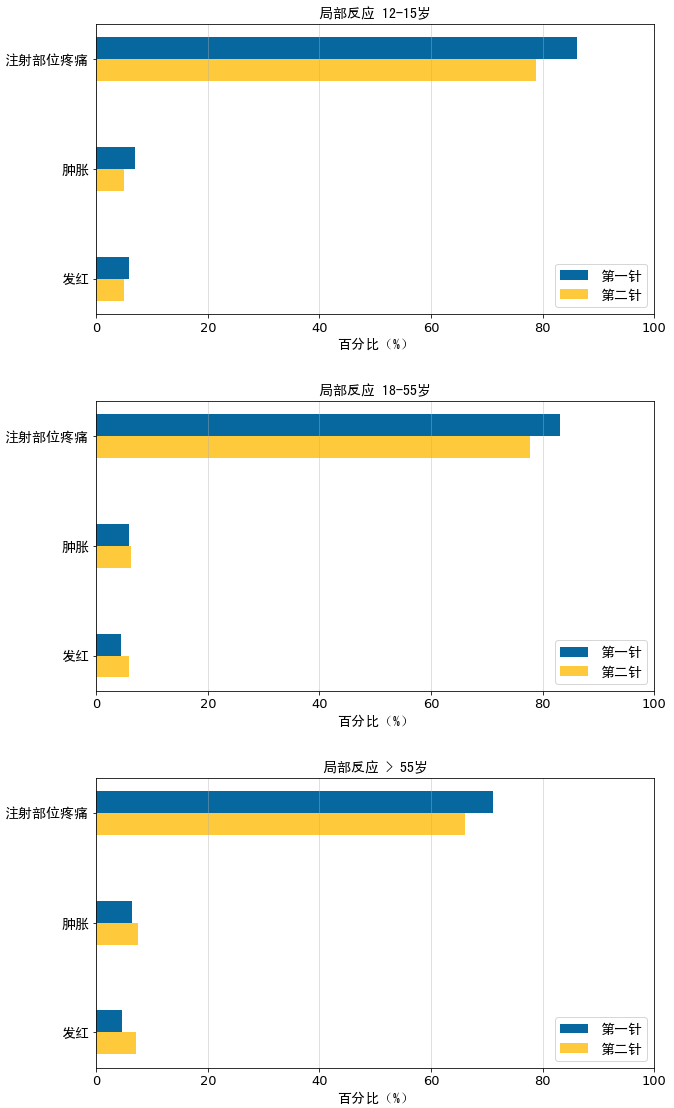 局部反应 12-15岁
注射部位疼痛
肿胀
发红
第一针
第二针
0 20 40 60 80 100
百分比（%）
局部反应 18-55岁
注射部位疼痛
肿胀
发红
第一针
第二针
0 20 40 60 80 100
百分比（%）
局部反应 > 55岁
注射部位疼痛
肿胀
发红
第一针
第二针
0 20 40 60 80 100
百分比（%）